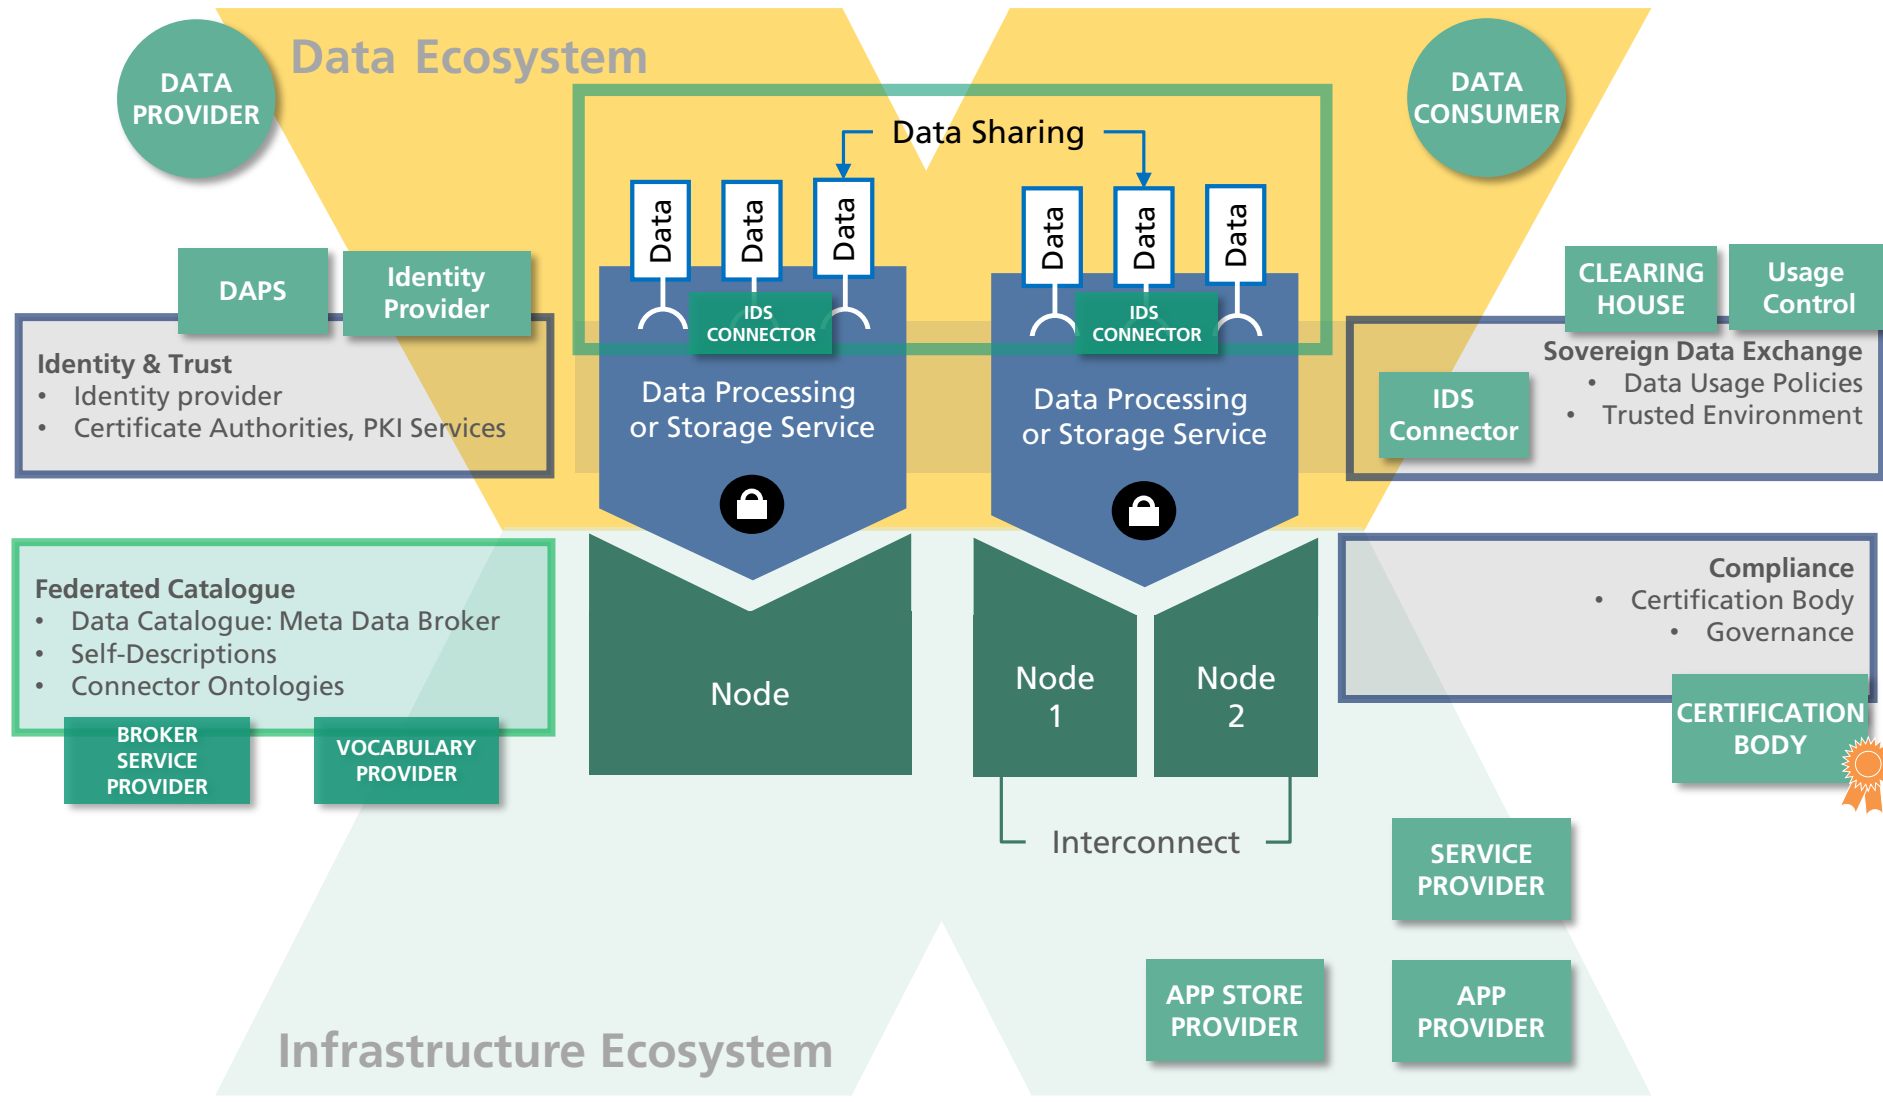 Data Ecosystem
DATA
PROVIDER
DATA
CONSUMER
Data Sharing
Data
Data
Data
Data
Data
Data
DAPS
Identity
Provider
IDS
CONNECTOR
IDS
CONNECTOR
CLEARING
HOUSE
Usage
Control
Identity & Trust
• Identity provider
• Certificate Authorities, PKI Services
Data Processing
or Storage Service
Data Processing
or Storage Service
Sovereign Data Exchange
• Data Usage Policies
• Trusted Environment
IDS
Connector
Federated Catalogue
• Data Catalogue: Meta Data Broker
• Self-Descriptions
• Connector Ontologies
BROKER
SERVICE
PROVIDER
VOCABULARY
PROVIDER
Node
Node
1
Node
2
Interconnect
Compliance
• Certification Body
• Governance
CERTIFICATION
BODY
SERVICE
PROVIDER
APP STORE
PROVIDER
APP
PROVIDER
Infrastructure Ecosystem